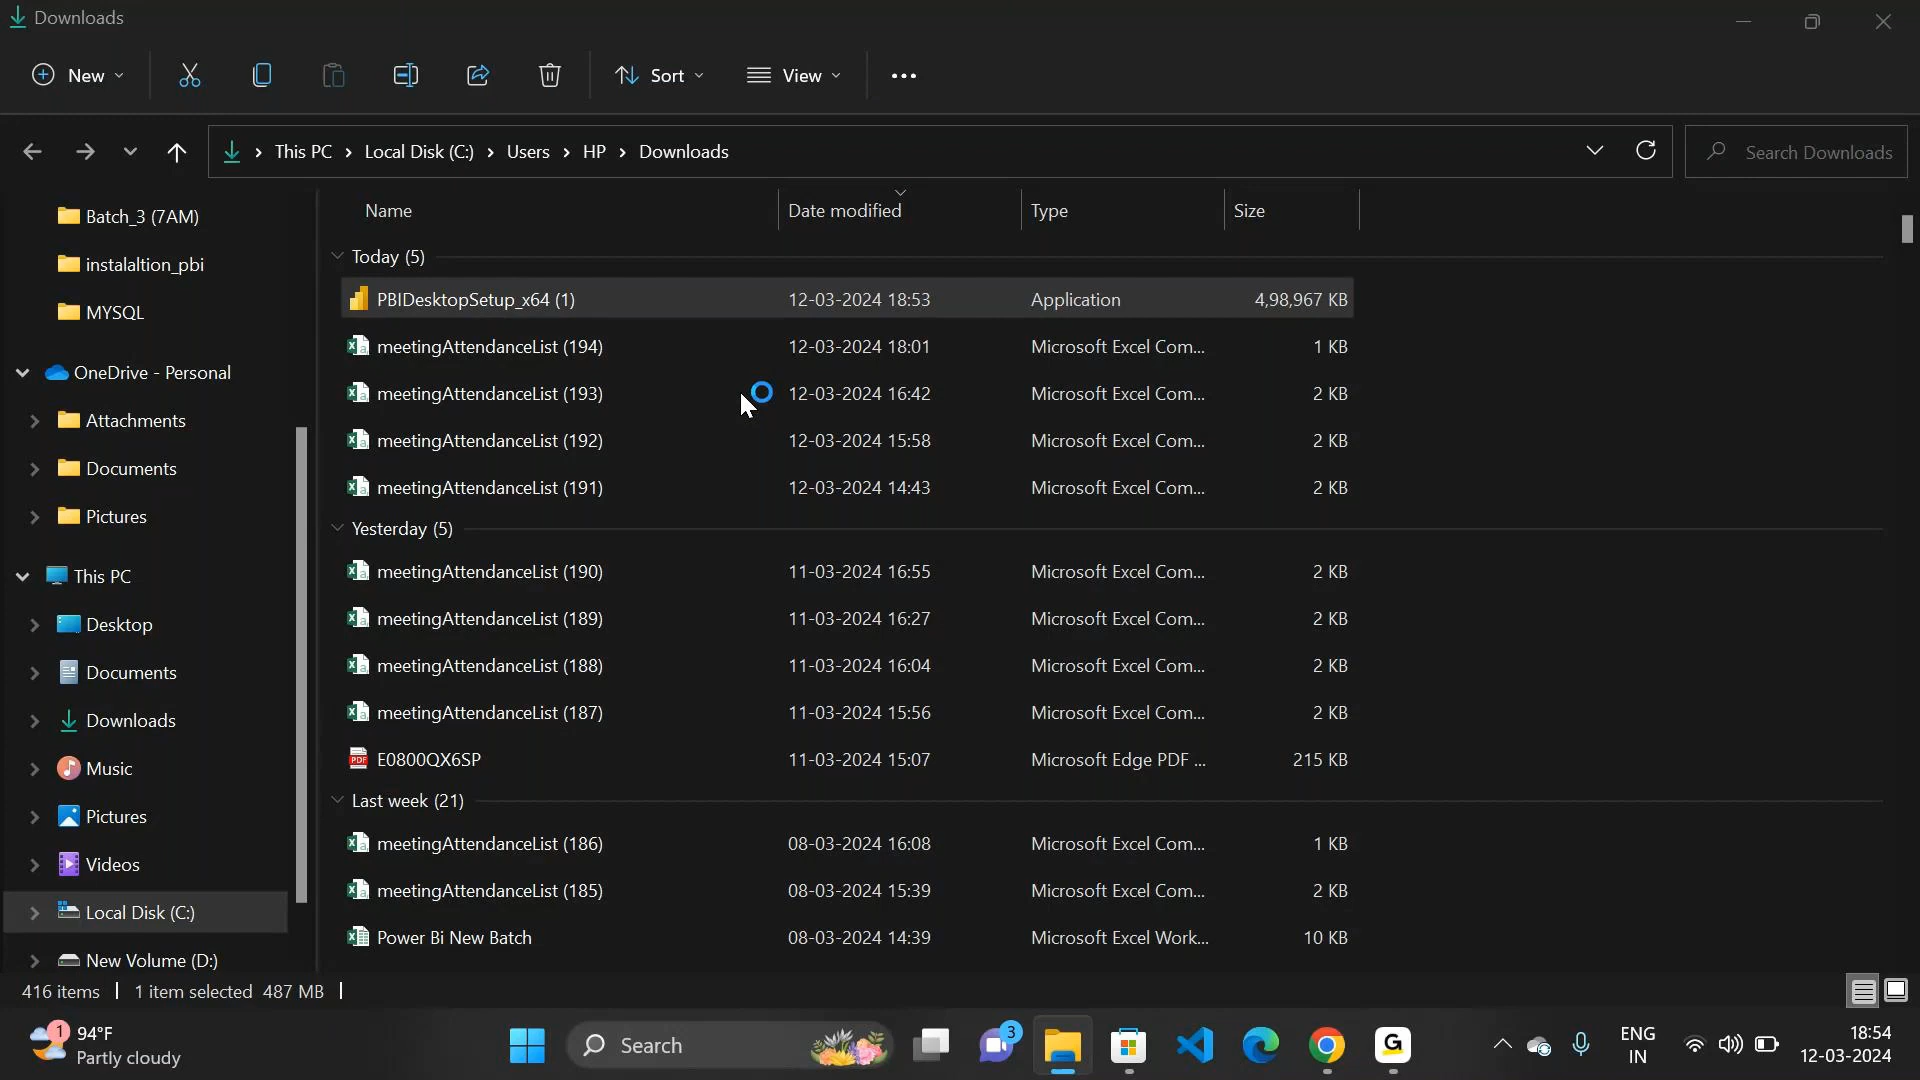 Downloads
New
Sort
View
This PC > Local Disk (C:) > Users > HP > Downloads
Search Downloads
Batch_3 (7AM)
instalaltion_pbi
MYSQL
OneDrive - Personal
Attachments
Documents
Pictures
This PC
Desktop
Documents
Downloads
Music
Pictures
Videos
Local Disk (C:)
New Volume (D:)
Name Date modified Type Size
Today (5)
PBIDesktopSetup_x64 (1) 12-03-2024 18:53 Application 4,98,967 KB
meetingAttendanceList (194) 12-03-2024 18:01 Microsoft Excel Com... 1 KB
meetingAttendanceList (193) 12-03-2024 16:42 Microsoft Excel Com... 2 KB
meetingAttendanceList (192) 12-03-2024 15:58 Microsoft Excel Com... 2 KB
meetingAttendanceList (191) 12-03-2024 14:43 Microsoft Excel Com... 2 KB
Yesterday (5)
meetingAttendanceList (190) 11-03-2024 16:55 Microsoft Excel Com... 2 KB
meetingAttendanceList (189) 11-03-2024 16:27 Microsoft Excel Com... 2 KB
meetingAttendanceList (188) 11-03-2024 16:04 Microsoft Excel Com... 2 KB
meetingAttendanceList (187) 11-03-2024 15:56 Microsoft Excel Com... 2 KB
PDF E0800QX6SP 11-03-2024 15:07 Microsoft Edge PDF ... 215 KB
Last week (21)
meetingAttendanceList (186) 08-03-2024 16:08 Microsoft Excel Com... 1 KB
meetingAttendanceList (185) 08-03-2024 15:39 Microsoft Excel Com... 2 KB
Power Bi New Batch 08-03-2024 14:39 Microsoft Excel Work... 10 KB
416 items | 1 item selected 487 MB |
1 94°F
Partly cloudy
Search
3
G
ENG
IN
18:54
12-03-2024